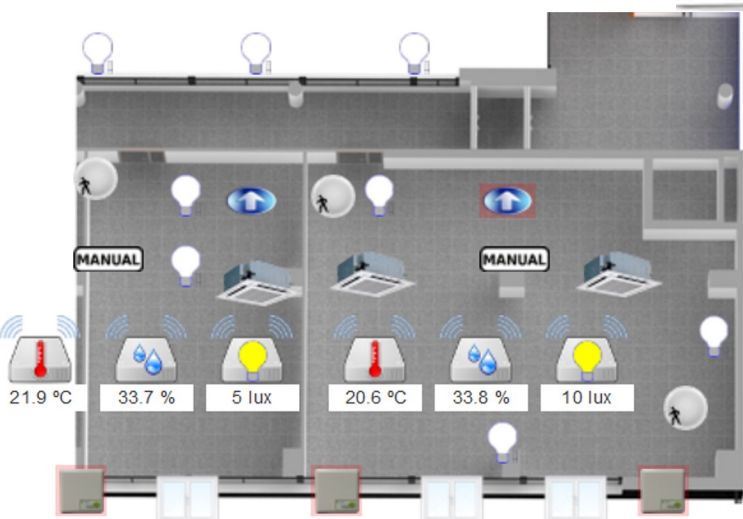 MANUAL
MANUAL
21.9 ºC
33.7 %
5 lux
20.6 ºC
33.8 %
10 lux